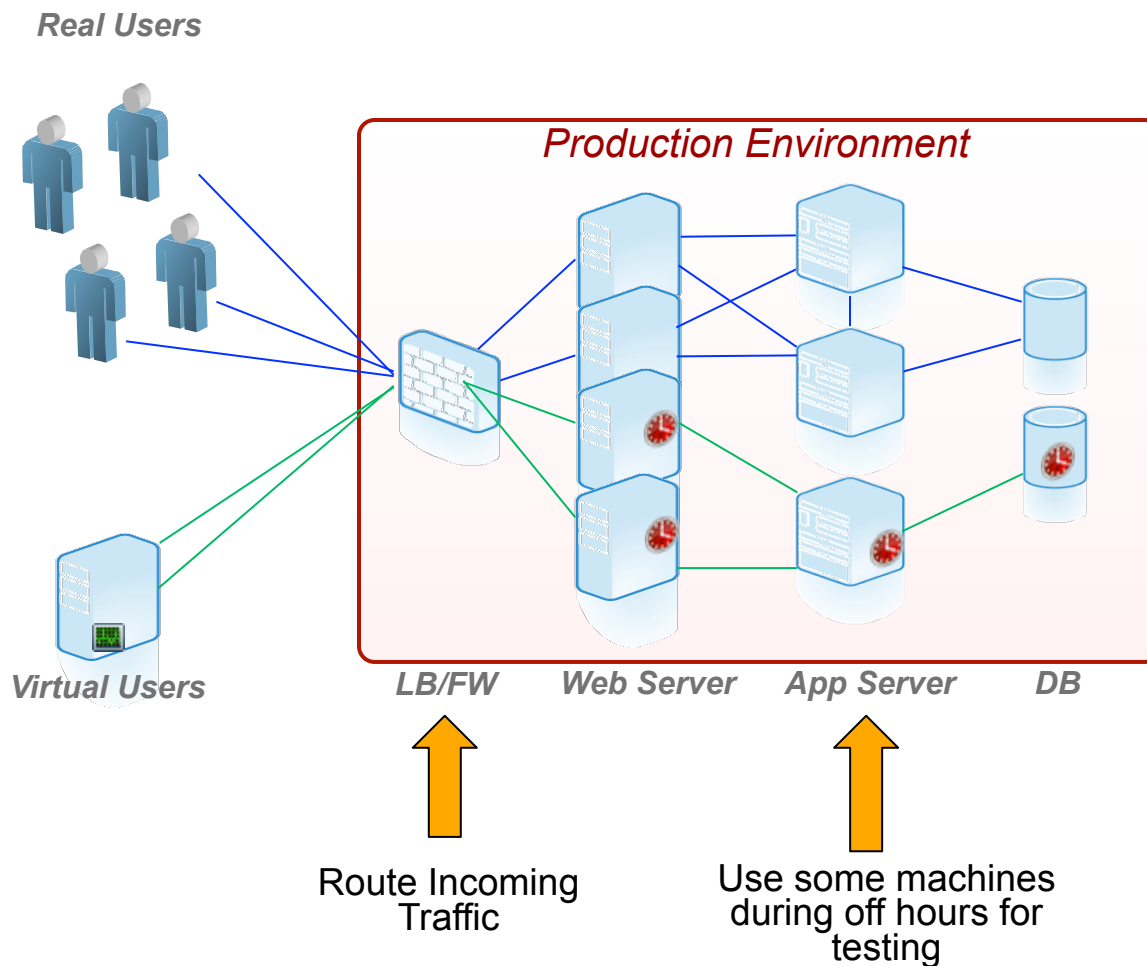 Real Users
Production Environment
Virtual Users
LB/FW
Web Server
App Server
DB
Route Incoming
Traffic
Use some machines
during off hours for
testing